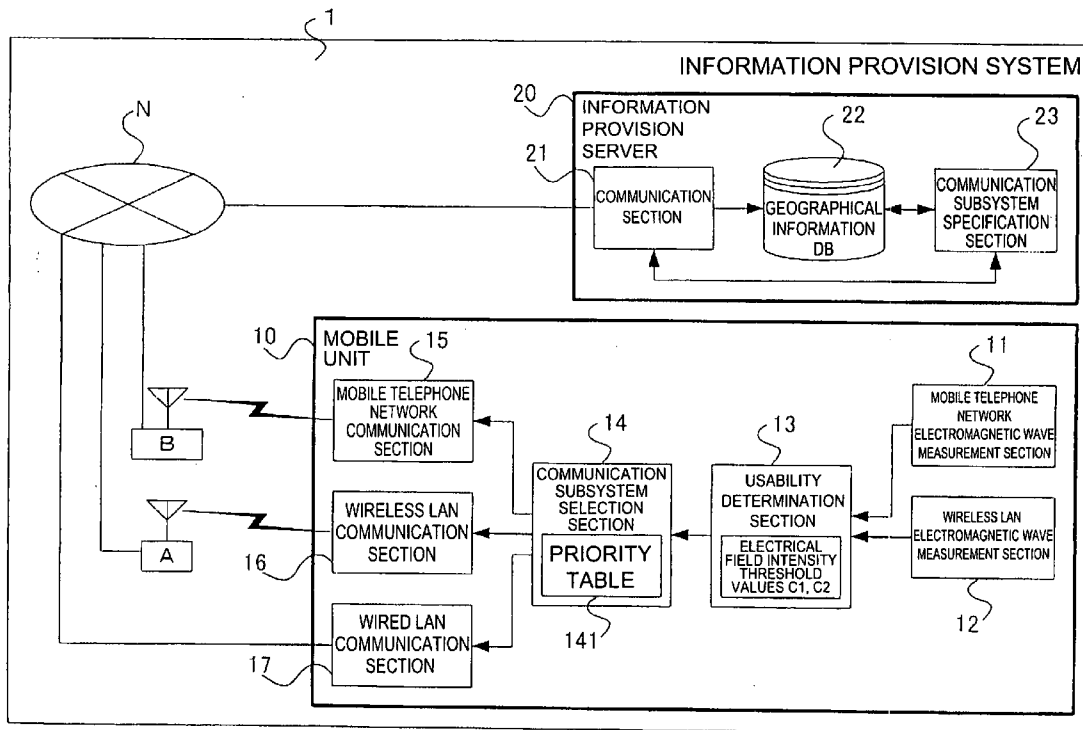 1
INFORMATION PROVISION SYSTEM
N
20
INFORMATION
PROVISION
SERVER
21
22
23
COMMUNICATION
SECTION
GEOGRAPHICAL
INFORMATION
DB
COMMUNICATION
SUBSYSTEM
SPECIFICATION
SECTION
10
MOBILE
UNIT
15
MOBILE TELEPHONE
NETWORK
COMMUNICATION
SECTION
B
14
COMMUNICATION
SUBSYSTEM
SELECTION
SECTION
PRIORITY
TABLE
141
13
USABILITY
DETERMINATION
SECTION
ELECTRICAL
FIELD INTENSITY
THRESHOLD
VALUES C1, C2
11
MOBILE TELEPHONE
NETWORK
ELECTROMAGNETIC WAVE
MEASUREMENT SECTION
A
WIRELESS LAN
COMMUNICATION
SECTION
16
WIRELESS LAN
ELECTROMAGNETIC WAVE
MEASUREMENT SECTION
12
WIRED LAN
COMMUNICATION
SECTION
17